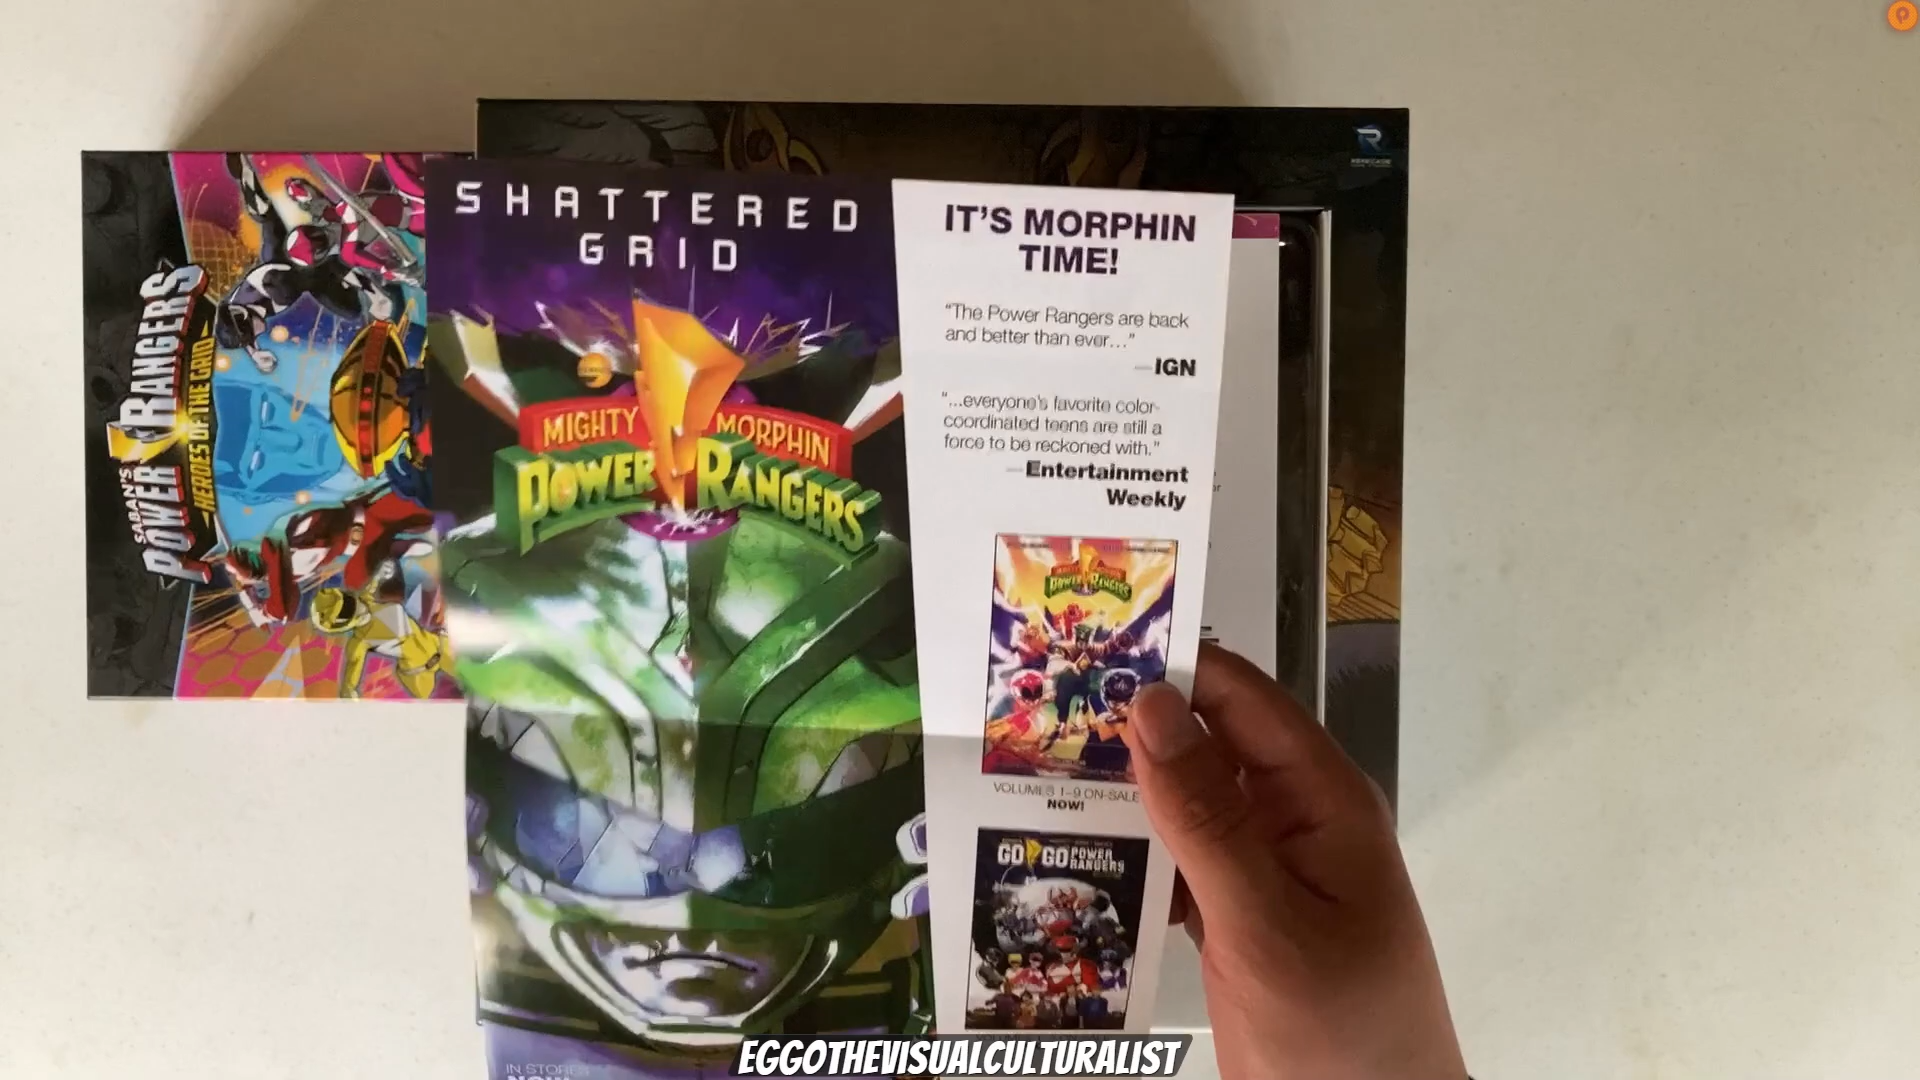 SABAN'S
POWER RANGERS
HEROES OF THE GRID
SHATTERED
GRID
MIGHTY MORPHIN
POWER RANGERS
IN STORES
NOW!
IT'S MORPHIN
TIME!
“The Power Rangers are back
and better than ever…”
—IGN
“...everyone's favorite color-
coordinated teens are still a
force to be reckoned with.”
—Entertainment
Weekly
POWER RANGERS
VOLUMES 1–9 ON-SALE
NOW!
GO GO POWER
RANGERS
RENEGADE
EGGOTHEVISUALCULTURALIST